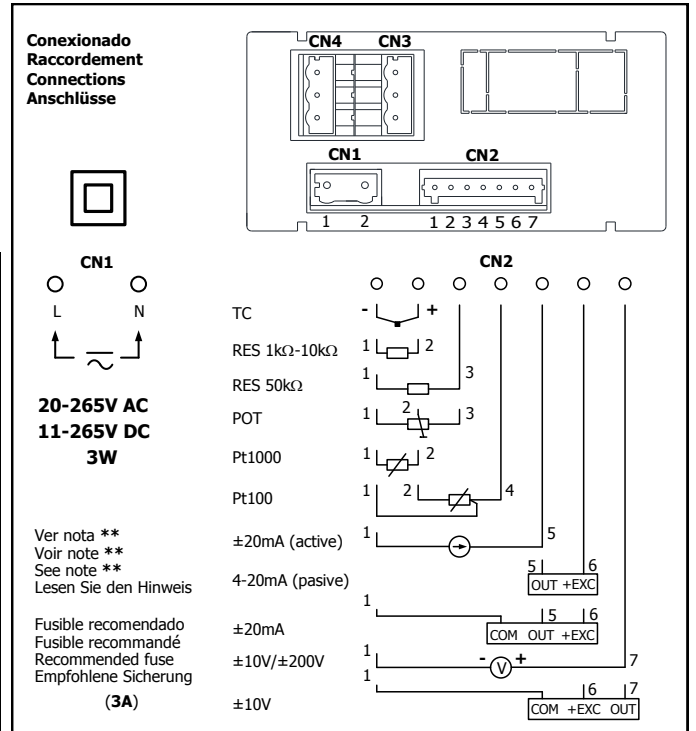 Conexionado
Raccordement
Connections
Anschlüsse
CN4 CN3
CN1 CN2
1 2 1 2 3 4 5 6 7
CN1
L N
20-265V AC
11-265V DC
3W
Ver nota **
Voir note **
See note **
Lesen Sie den Hinweis
Fusible recomendado
Fusible recommandé
Recommended fuse
Empfohlene Sicherung
(3A)
CN2
TC - +
RES 1kΩ-10kΩ 1 2
RES 50kΩ 1 3
POT 1 2 3
Pt1000 1 2
Pt100 1 2 4
±20mA (active) 1 5
4-20mA (pasive) 5 6
OUT +EXC
±20mA 1 5 6
COM OUT +EXC
±10V/±200V 1 - V + 7
±10V 1 6 7
COM +EXC OUT